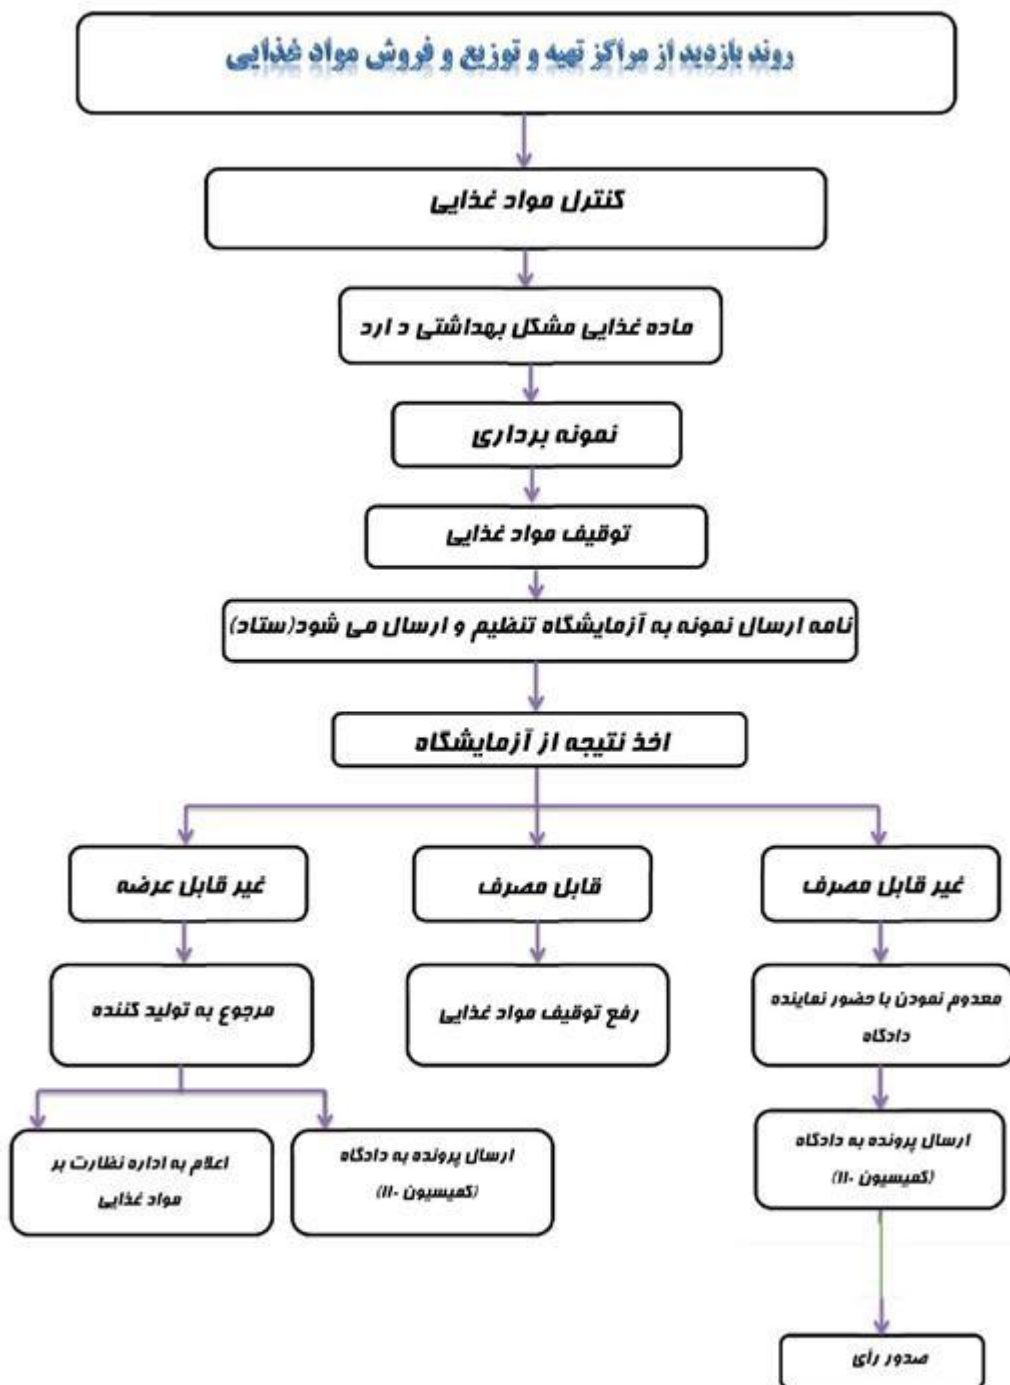 روند بازدید از مراکز تهیه و توزیع و فروش مواد غذایی
کنترل مواد غذایی
ماده غذایی مشکل بهداشتی د ارد
نمونه برداری
توقیف مواد غذایی
نامه ارسال نمونه به آزمایشگاه تنظیم و ارسال می شود(ستاد)
اخذ نتیجه از آزمایشگاه
غیر قابل مصرف
قابل مصرف
غیر قابل عرضه
معدوم نمودن با حضور نماینده
دادگاه
رفع توقیف مواد غذایی
مرجوع به تولید کننده
ارسال پرونده به دادگاه
(کمیسیون ۱۱۰)
ارسال پرونده به دادگاه
(کمیسیون ۱۱۰)
اعلام به اداره نظارت بر
مواد غذایی
صدور رأی